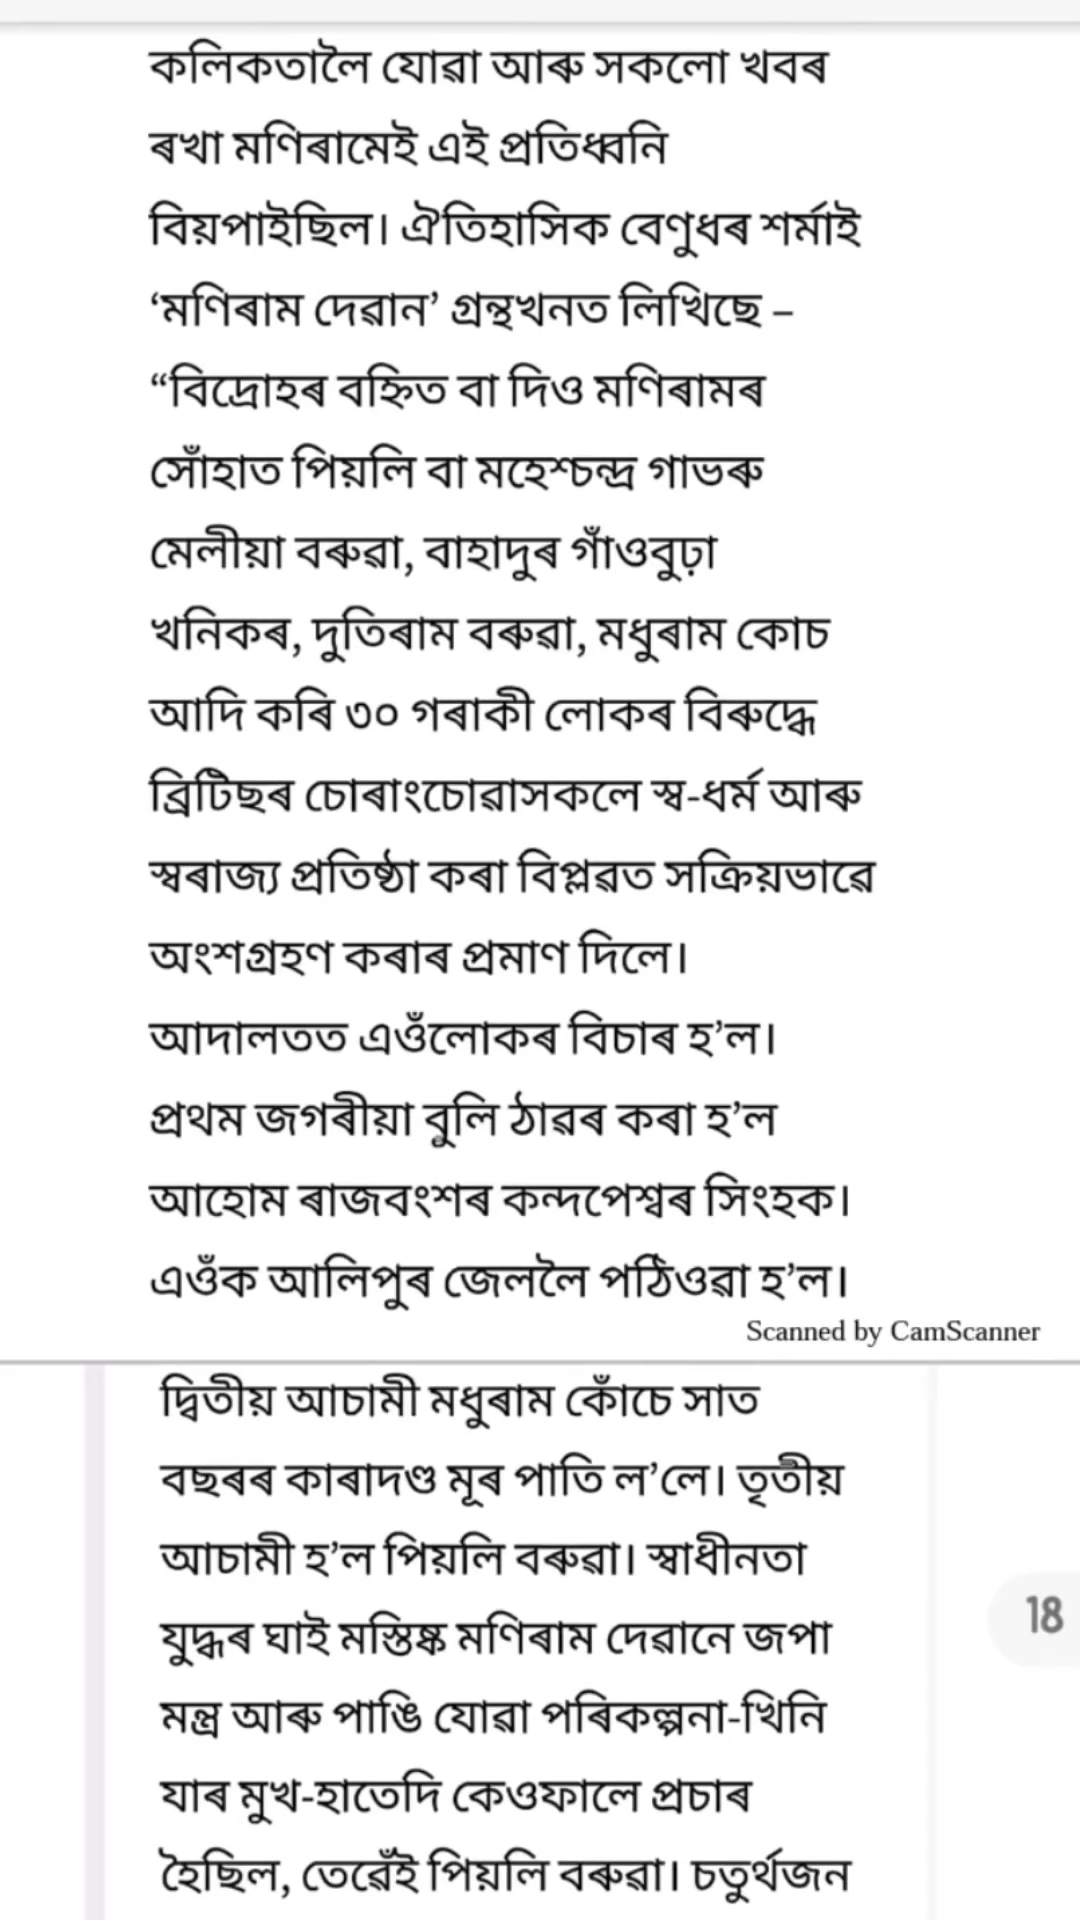 কলিকতালৈ যোৱা আৰু সকলো খবৰ
ৰখা মণিৰামেই এই প্ৰতিধ্বনি
বিয়পাইছিল। ঐতিহাসিক বেণুধৰ শৰ্মাই
‘মণিৰাম দেৱান’ গ্ৰন্থখনত লিখিছে –
“বিদ্ৰোহৰ বহ্নিত বা দিও মণিৰামৰ
সোঁহাত পিয়লি বা মহেশ্চন্দ্ৰ গাভৰু
মেলীয়া বৰুৱা, বাহাদুৰ গাঁওবুঢ়া
খনিকৰ, দুতিৰাম বৰুৱা, মধুৰাম কোচ
আদি কৰি ৩০ গৰাকী লোকৰ বিৰুদ্ধে
ব্ৰিটিছৰ চোৰাংচোৱাসকলে স্ব-ধৰ্ম আৰু
স্বৰাজ্য প্ৰতিষ্ঠা কৰা বিপ্লৱত সক্ৰিয়ভাৱে
অংশগ্ৰহণ কৰাৰ প্ৰমাণ দিলে।
আদালতত এওঁলোকৰ বিচাৰ হ’ল।
প্ৰথম জগৰীয়া বুলি ঠাৱৰ কৰা হ’ল
আহোম ৰাজবংশৰ কন্দপেশ্বৰ সিংহক।
এওঁক আলিপুৰ জেললৈ পঠিওৱা হ’ল।
Scanned by CamScanner
দ্বিতীয় আচামী মধুৰাম কোঁচে সাত
বছৰৰ কাৰাদণ্ড মূৰ পাতি ল’লে। তৃতীয়
আচামী হ’ল পিয়লি বৰুৱা। স্বাধীনতা
যুদ্ধৰ ঘাই মস্তিষ্ক মণিৰাম দেৱানে জপা
18
মন্ত্ৰ আৰু পাঙি যোৱা পৰিকল্পনা-খিনি
যাৰ মুখ-হাতেদি কেওফালে প্ৰচাৰ
হৈছিল, তেৱেঁই পিয়লি বৰুৱা। চতুৰ্থজন